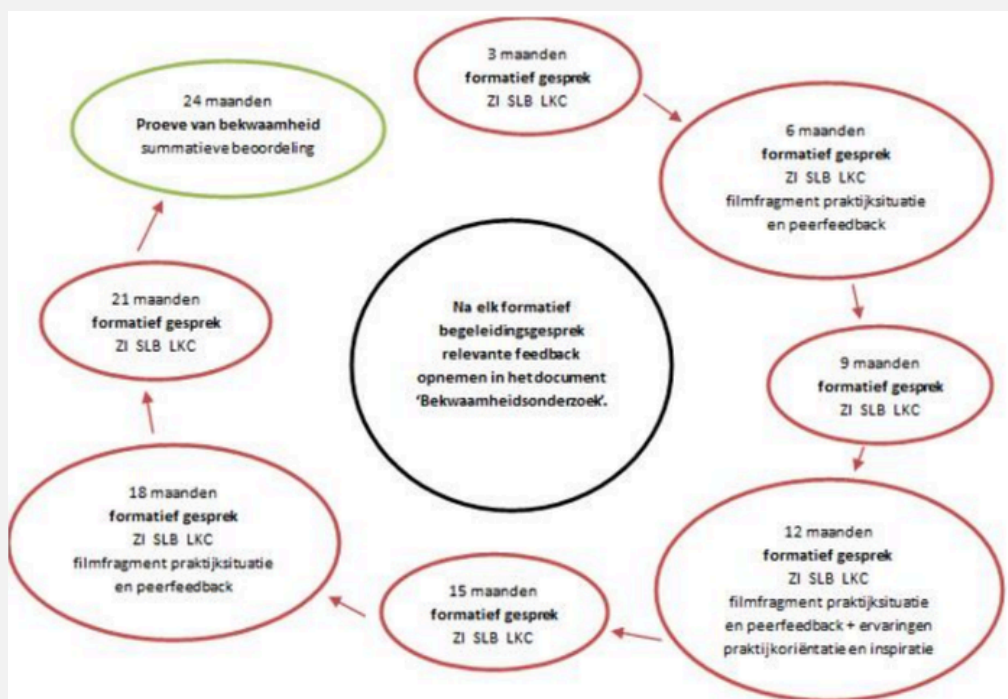 3 maanden
formatief gesprek
ZI SLB LKC
6 maanden
formatief gesprek
ZI SLB LKC
filmfragment praktijksituatie
en peerfeedback
9 maanden
formatief gesprek
ZI SLB LKC
12 maanden
formatief gesprek
ZI SLB LKC
filmfragment praktijksituatie
en peerfeedback + ervaringen
praktijkoriëntatie en inspiratie
15 maanden
formatief gesprek
ZI SLB LKC
18 maanden
formatief gesprek
ZI SLB LKC
filmfragment praktijksituatie
en peerfeedback
21 maanden
formatief gesprek
ZI SLB LKC
24 maanden
Proeve van bekwaamheid
summatieve beoordeling
Na elk formatief
begeleidingsgesprek
relevante feedback
opnemen in het document
‘Bekwaamheidsonderzoek’.